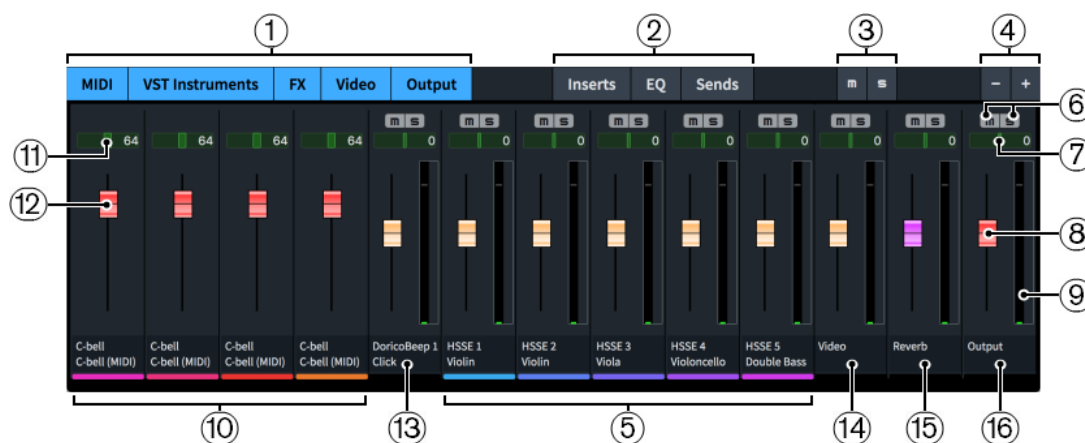 ① ② ③ ④
MIDI VST Instruments FX Video Output Inserts EQ Sends m s − +
m s m s m s m s m s m s m s m s m s ⑥
⑪ 64 64 64 64 0 0 0 0 0 0 0 0 0 ⑦
⑫ ⑧
⑨
C-bell C-bell C-bell C-bell DoricoBeep 1 HSSE 1 HSSE 2 HSSE 3 HSSE 4 HSSE 5 Video Reverb Output
C-bell (MIDI) C-bell (MIDI) C-bell (MIDI) C-bell (MIDI) Click Violin Violin Viola Violoncello Double Bass
⑩ ⑬ ⑤ ⑭ ⑮ ⑯